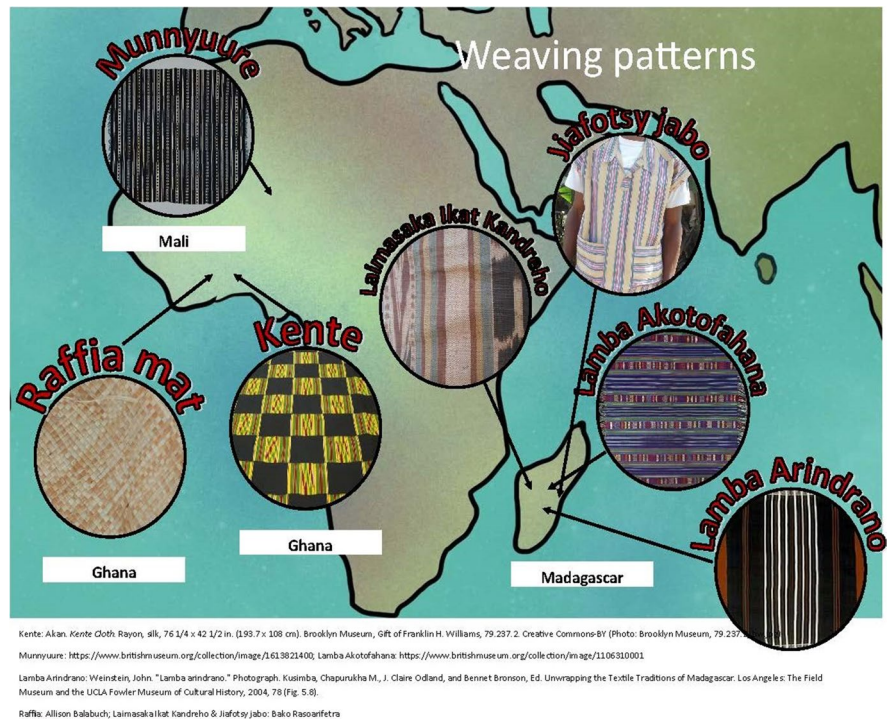 Weaving patterns
Munnyuure
Mali
Jiafotsy jabo
Laimasaka Ikat Kandreho
Lamba Akotofahana
Raffia mat
Kente
Lamba Arindrano
Ghana
Ghana
Madagascar
Kente: Akan. Kente Cloth. Rayon, silk, 76 1/4 x 42 1/2 in. (193.7 x 108 cm). Brooklyn Museum, Gift of Franklin H. Williams, 79.237.2. Creative Commons-BY (Photo: Brooklyn Museum, 79.237.
Munnyuure: https://www.britishmuseum.org/collection/image/1613821400; Lamba Akotofahana: https://www.britishmuseum.org/collection/image/1106310001
Lamba Arindrano: Weinstein, John. "Lamba arindrano." Photograph. Kusimba, Chapurukha M., J. Claire Odland, and Bennet Bronson, Ed. Unwrapping the Textile Traditions of Madagascar. Los Angeles: The Field
Museum and the UCLA Fowler Museum of Cultural History, 2004, 78 (Fig. 5.8).
Raffia: Allison Balabuch; Laimasaka Ikat Kandreho & Jiafotsy jabo: Bako Rasoarifetra